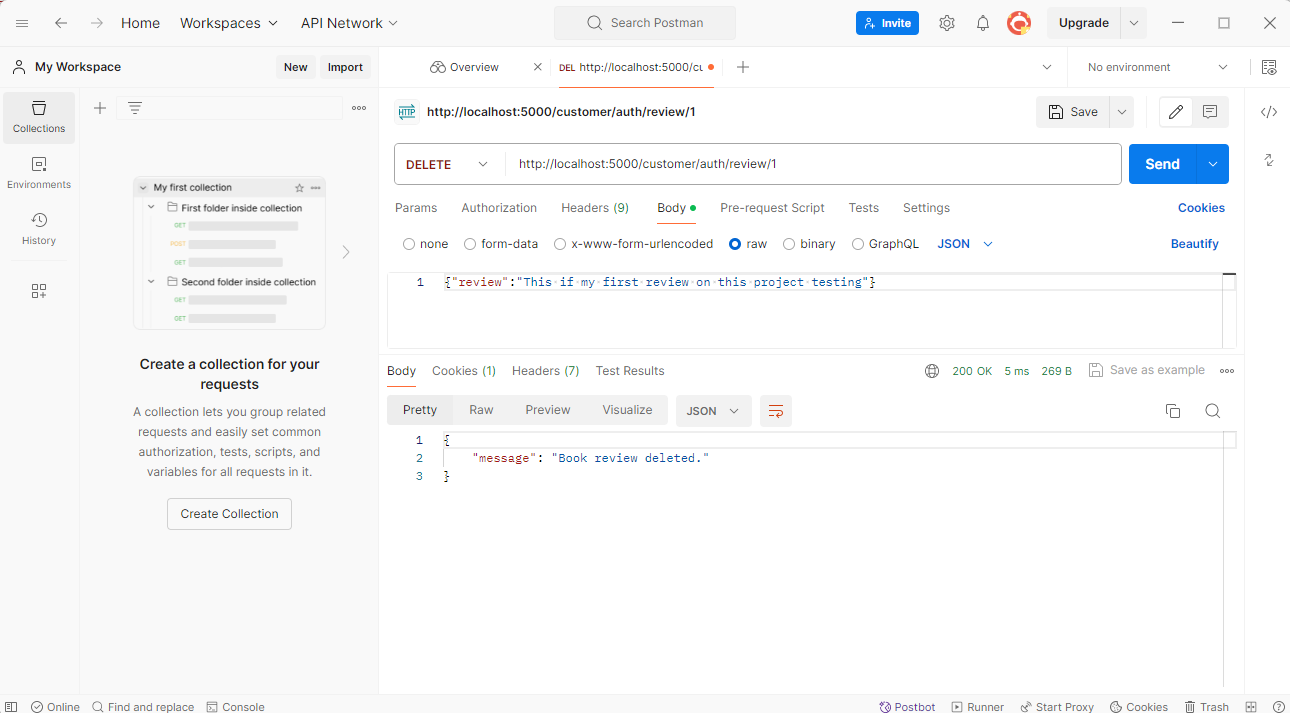 Home Workspaces API Network Search Postman Invite Upgrade
My Workspace New Import Overview DEL http://localhost:5000/cu No environment
Collections
Environments
History
My first collection
First folder inside collection
GET
POST
GET
Second folder inside collection
GET
GET
Create a collection for your
requests
A collection lets you group related
requests and easily set common
authorization, tests, scripts, and
variables for all requests in it.
Create Collection
HTTP http://localhost:5000/customer/auth/review/1 Save
DELETE http://localhost:5000/customer/auth/review/1 Send
Params Authorization Headers (9) Body Pre-request Script Tests Settings Cookies
none form-data x-www-form-urlencoded raw binary GraphQL JSON Beautify
1 {"review":"This if my first review on this project testing"}
Body Cookies (1) Headers (7) Test Results 200 OK 5 ms 269 B Save as example
Pretty Raw Preview Visualize JSON
1 {
2 "message": "Book review deleted."
3 }
Online Find and replace Console Postbot Runner Start Proxy Cookies Trash